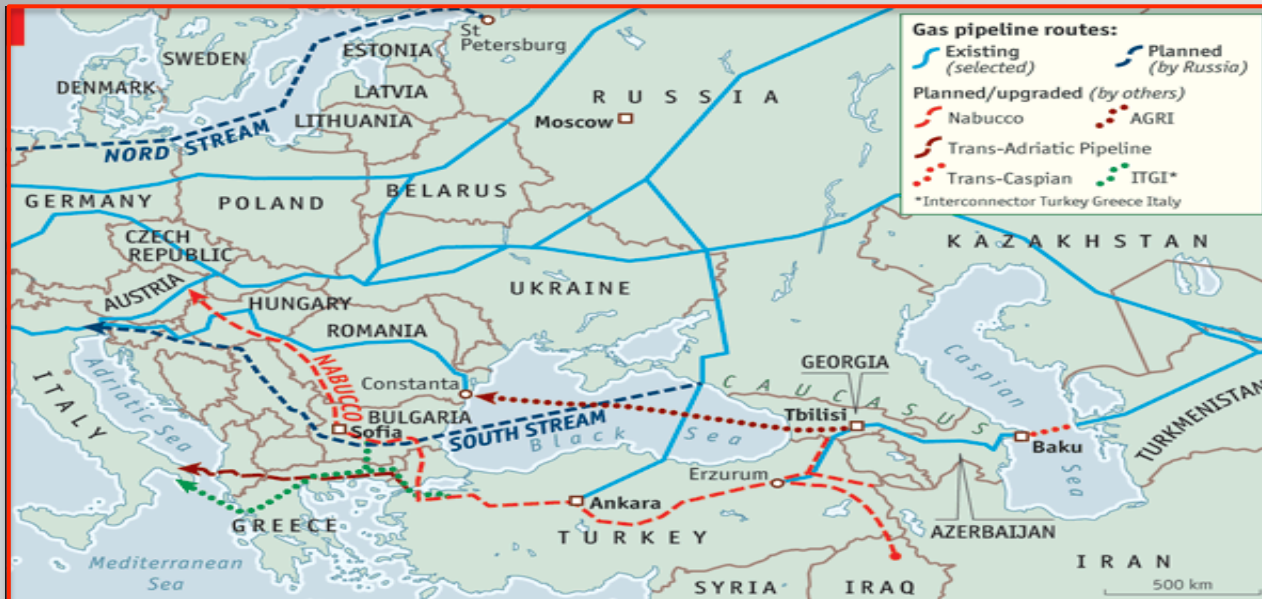 Gas pipeline routes:
Existing
(selected)
Planned
(by Russia)
Planned/upgraded (by others)
Nabucco
AGRI
Trans-Adriatic Pipeline
Trans-Caspian
ITGI*
*Interconnector Turkey Greece Italy
St
Petersburg
SWEDEN
ESTONIA
DENMARK
LATVIA
RUSSIA
LITHUANIA
Moscow
NORD STREAM
BELARUS
GERMANY
POLAND
CZECH
REPUBLIC
KAZAKHSTAN
AUSTRIA
HUNGARY
UKRAINE
ROMANIA
NABUCCO
Adriatic Sea
ITALY
Constanta
GEORGIA
Caspian
Sea
CAUCASUS
TURKMENISTAN
BULGARIA
Sofia
SOUTH STREAM
Black Sea
Tbilisi
Baku
Erzurum
Ankara
GREECE
TURKEY
AZERBAIJAN
Mediterranean
Sea
SYRIA
IRAQ
IRAN
500 km